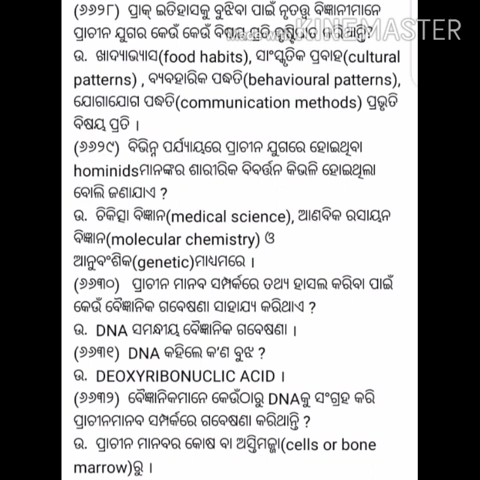 (୬୬୨୮) ପ୍ରାକ୍ ଇତିହାସକୁ ବୁଝିବା ପାଇଁ ନୃତତ୍ତ୍ୱ ବିଜ୍ଞାନୀମାନେ
ପ୍ରାଚୀନ ଯୁଗର କେଉଁ କେଉଁ ବିଷୟ ପ୍ରତି ଦୃଷ୍ଟିପାତ କରିଥାନ୍ତି?
KINEMASTER
ଉ. ଖାଦ୍ୟାଭ୍ୟାସ(food habits), ସାଂସ୍କୃତିକ ପ୍ରବାହ(cultural
patterns) , ବ୍ୟବହାରିକ ପଦ୍ଧତି(behavioural patterns),
ଯୋଗାଯୋଗ ପଦ୍ଧତି(communication methods) ପ୍ରଭୃତି
ବିଷୟ ପ୍ରତି ।
(୬୬୨୯) ବିଭିନ୍ନ ପର୍ଯ୍ୟାୟରେ ପ୍ରାଚୀନ ଯୁଗରେ ହୋଇଥିବା
hominidsମାନଙ୍କର ଶାରୀରିକ ବିବର୍ତ୍ତନ କିଭଳି ହୋଇଥିଲା
ବୋଲି ଜଣାଯାଏ ?
ଉ. ଚିକିତ୍ସା ବିଜ୍ଞାନ(medical science), ଆଣବିକ ରସାୟନ
ବିଜ୍ଞାନ(molecular chemistry) ଓ
ଆନୁବଂଶିକ(genetic)ମାଧ୍ୟମରେ ।
(୬୬୩୦) ପ୍ରାଚୀନ ମାନବ ସମ୍ପର୍କରେ ତଥ୍ୟ ହାସଲ କରିବା ପାଇଁ
କେଉଁ ବୈଜ୍ଞାନିକ ଗବେଷଣା ସାହାଯ୍ୟ କରିଥାଏ ?
ଉ. DNA ସମନ୍ଧୀୟ ବୈଜ୍ଞାନିକ ଗବେଷଣା ।
(୬୬୩୧) DNA କହିଲେ କ'ଣ ବୁଝ ?
ଉ. DEOXYRIBONUCLIC ACID ।
(୬୬୩୨) ବୈଜ୍ଞାନିକମାନେ କେଉଁଠାରୁ DNAକୁ ସଂଗ୍ରହ କରି
ପ୍ରାଚୀନମାନବ ସମ୍ପର୍କରେ ଗବେଷଣା କରିଥାନ୍ତି ?
ଉ. ପ୍ରାଚୀନ ମାନବର କୋଷ ବା ଅସ୍ତିମଜ୍ଜା(cells or bone
marrow)ରୁ ।